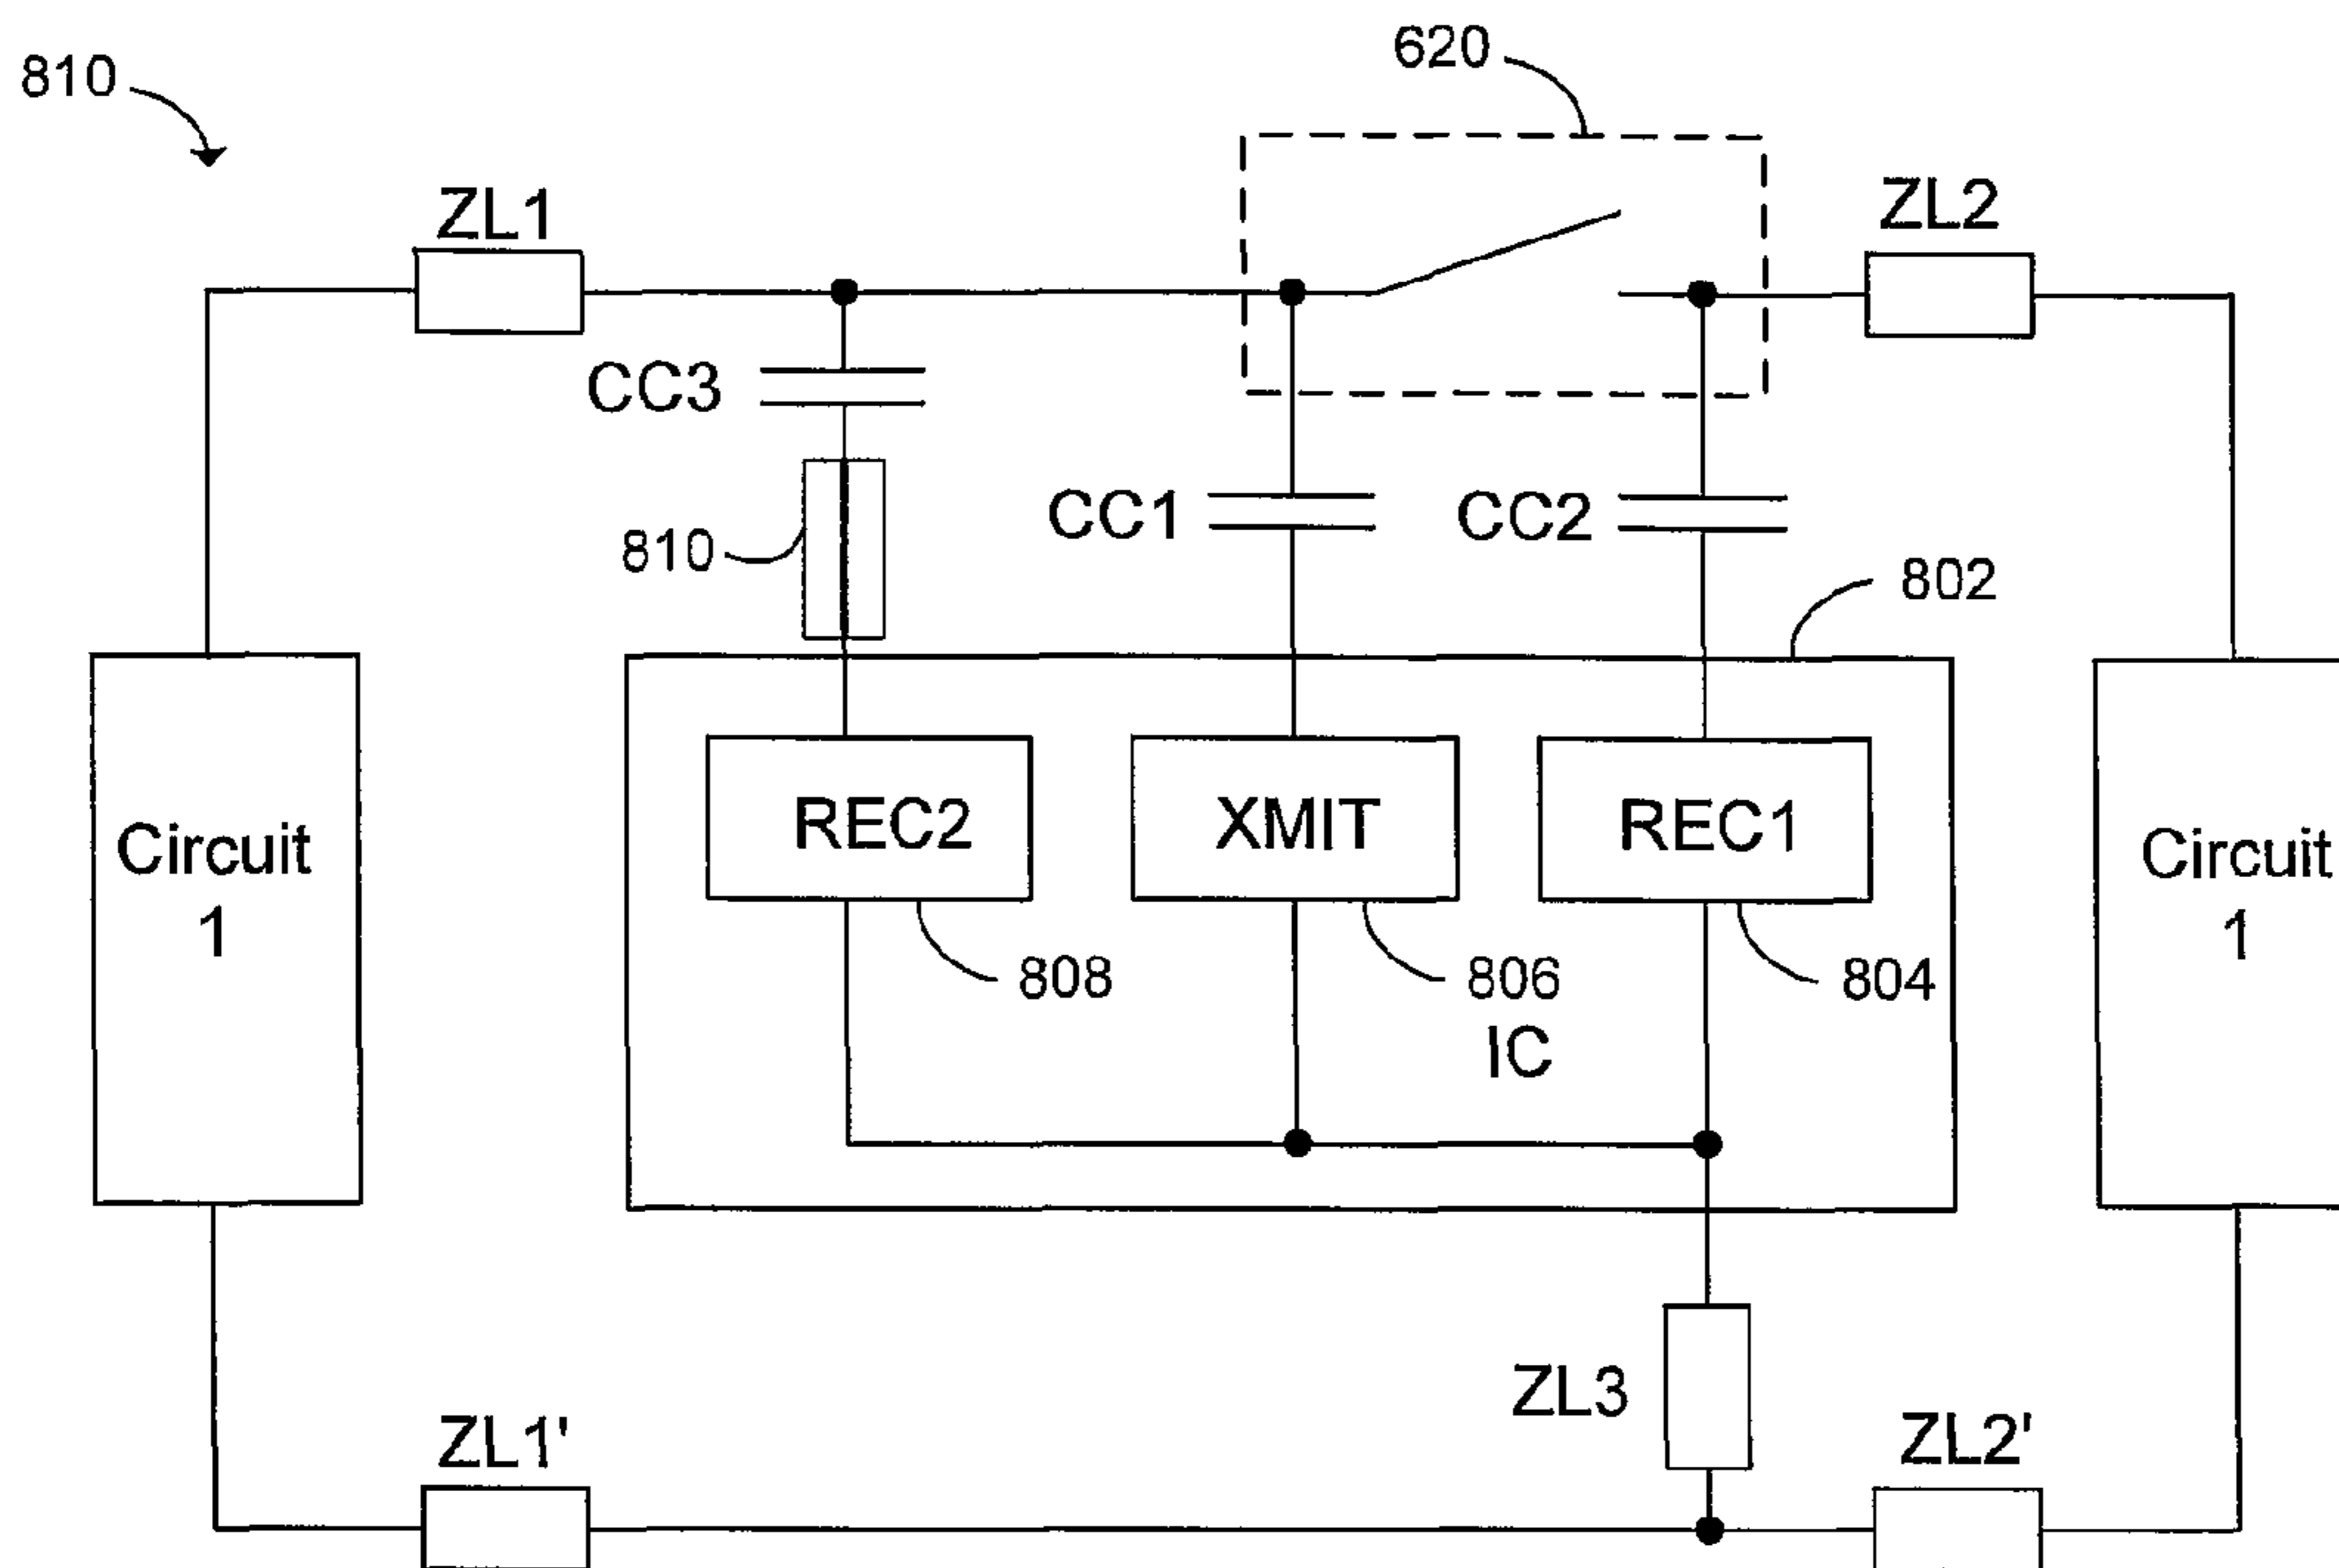 620
810
ZL1
ZL2
CC3
CC1
CC2
810
802
Circuit
1
REC2
XMIT
REC1
Circuit
1
808
806
804
IC
ZL3
ZL1'
ZL2'